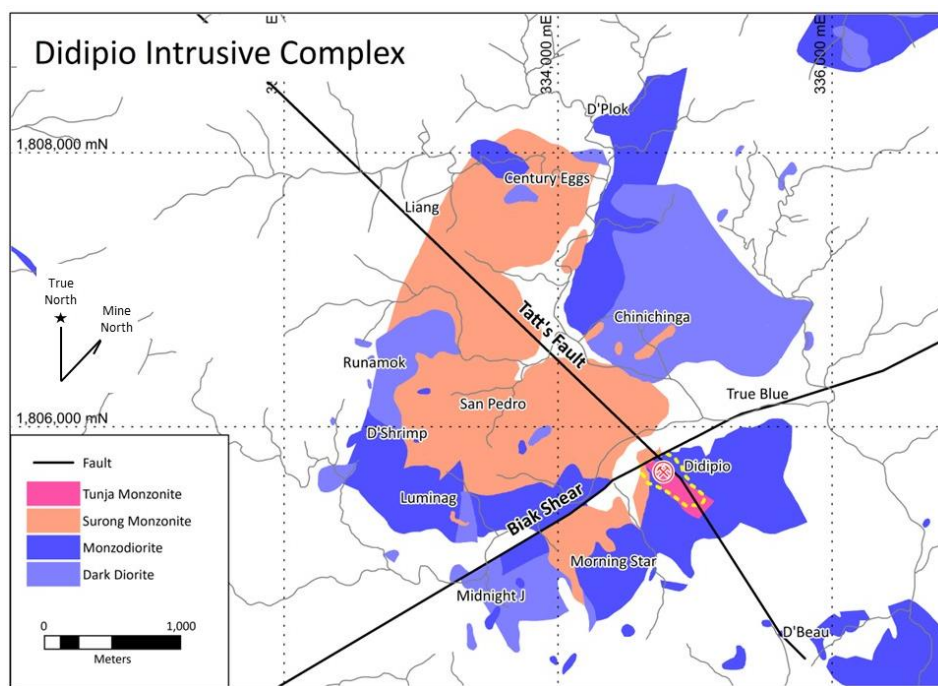 Didipio Intrusive Complex
E
334,000 mE
336,000 mE
D'Plok
1,808,000 mN
Century Eggs
Liang
True
North
Mine
North
Tatt's Fault
Chinichinga
Runamok
True Blue
San Pedro
1,806,000 mN
D'Shrimp
Didipio
Luminag
Biak Shear
Morning Star
Midnight J
D'Beau
Fault
Tunja Monzonite
Surong Monzonite
Monzodiorite
Dark Diorite
0
1,000
Meters